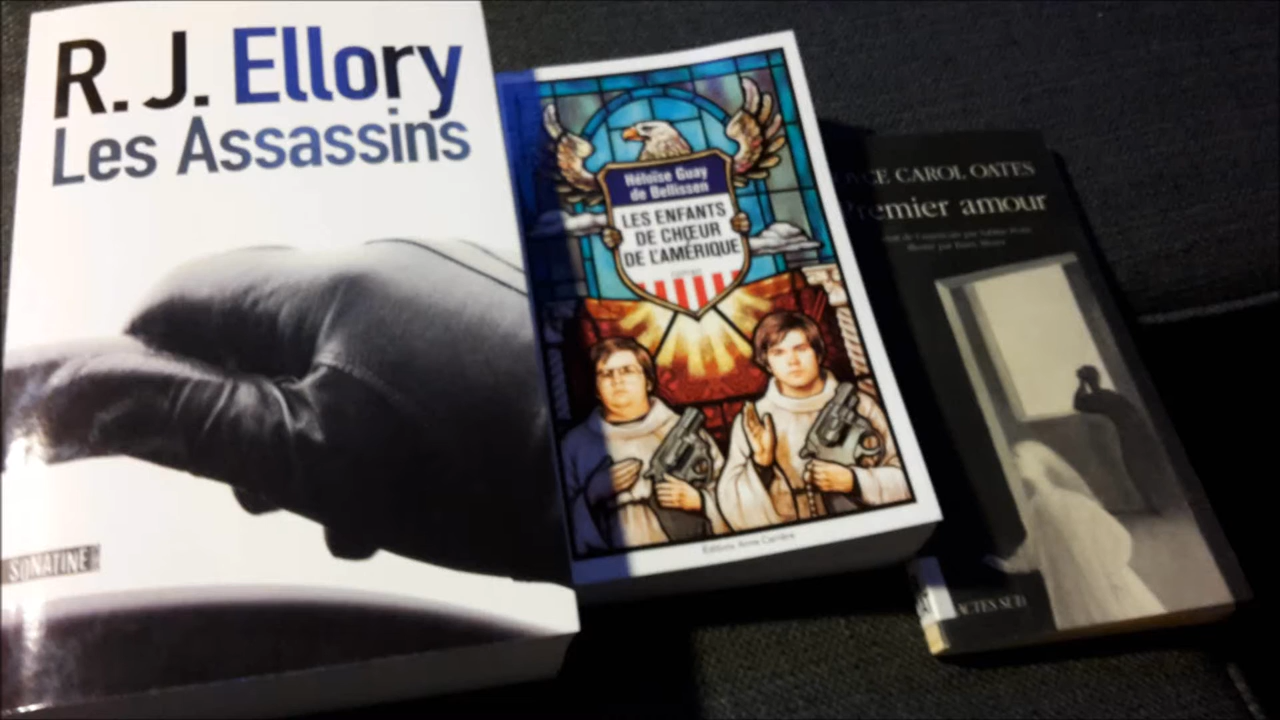 R. J. Ellory
Les Assassins
SONATINE
Héloïse Guay
de Bellissen
LES ENFANTS
DE CHŒUR
DE L'AMÉRIQUE
roman
Éditions Anne Carrière
CAROL OATES
Premier amour
ACTES SUD